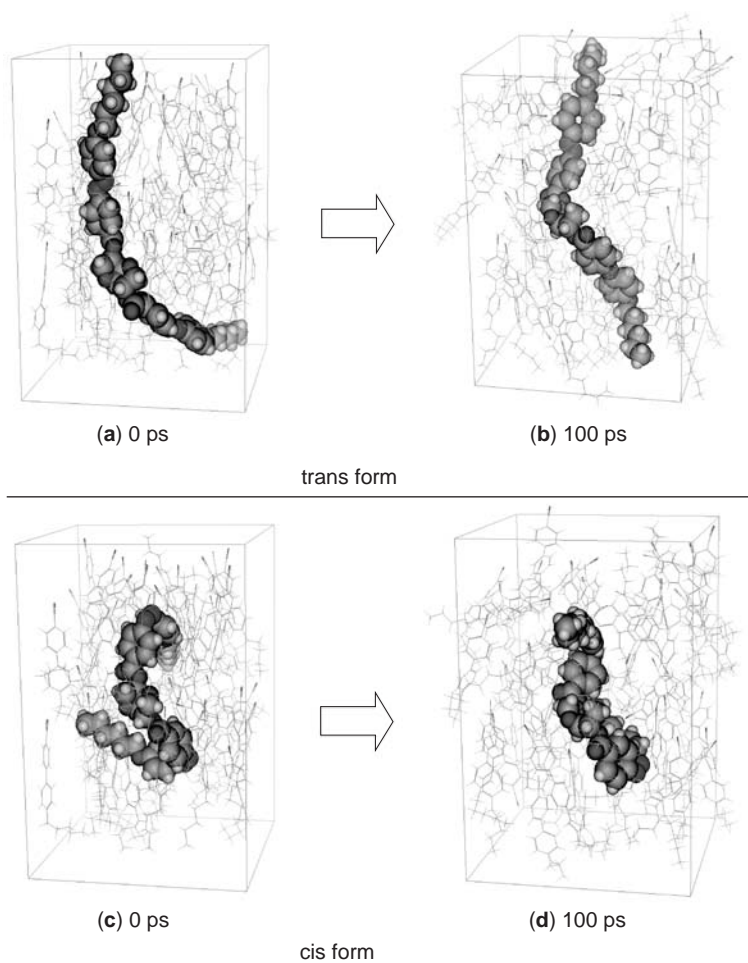 (a) 0 ps
(b) 100 ps
trans form
(c) 0 ps
(d) 100 ps
cis form